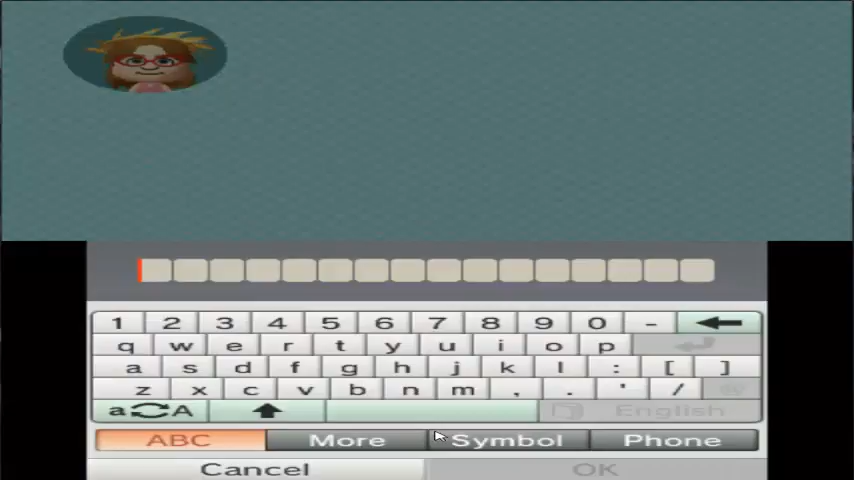 1 2 3 4 5 6 7 8 9 0 -
q w e r t y u i o p
a s d f g h j k l : [ ]
z x c v b n m , . ' / @
a A English
ABC More Symbol Phone
Cancel OK